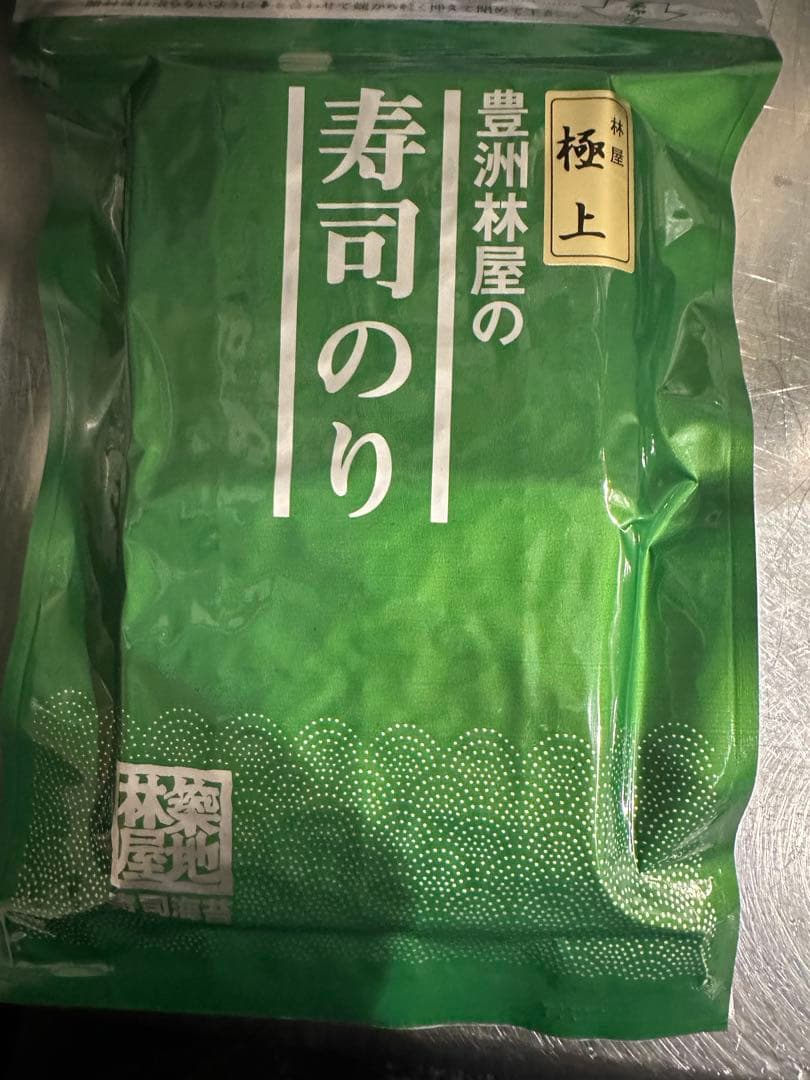 林屋
極上
豊洲林屋の
寿司のり
築地
林屋
寿司海苔